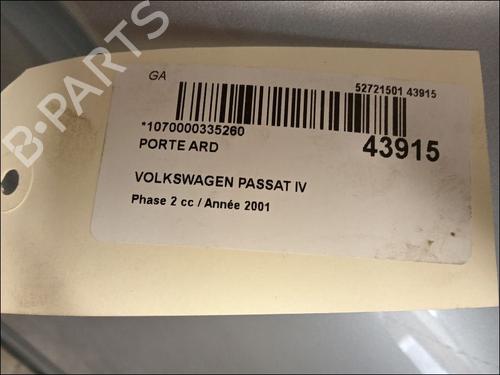 B-PARTS
GA
52721501 43915
*1070000335260
PORTE ARD
43915
VOLKSWAGEN PASSAT IV
Phase 2 cc / Année 2001